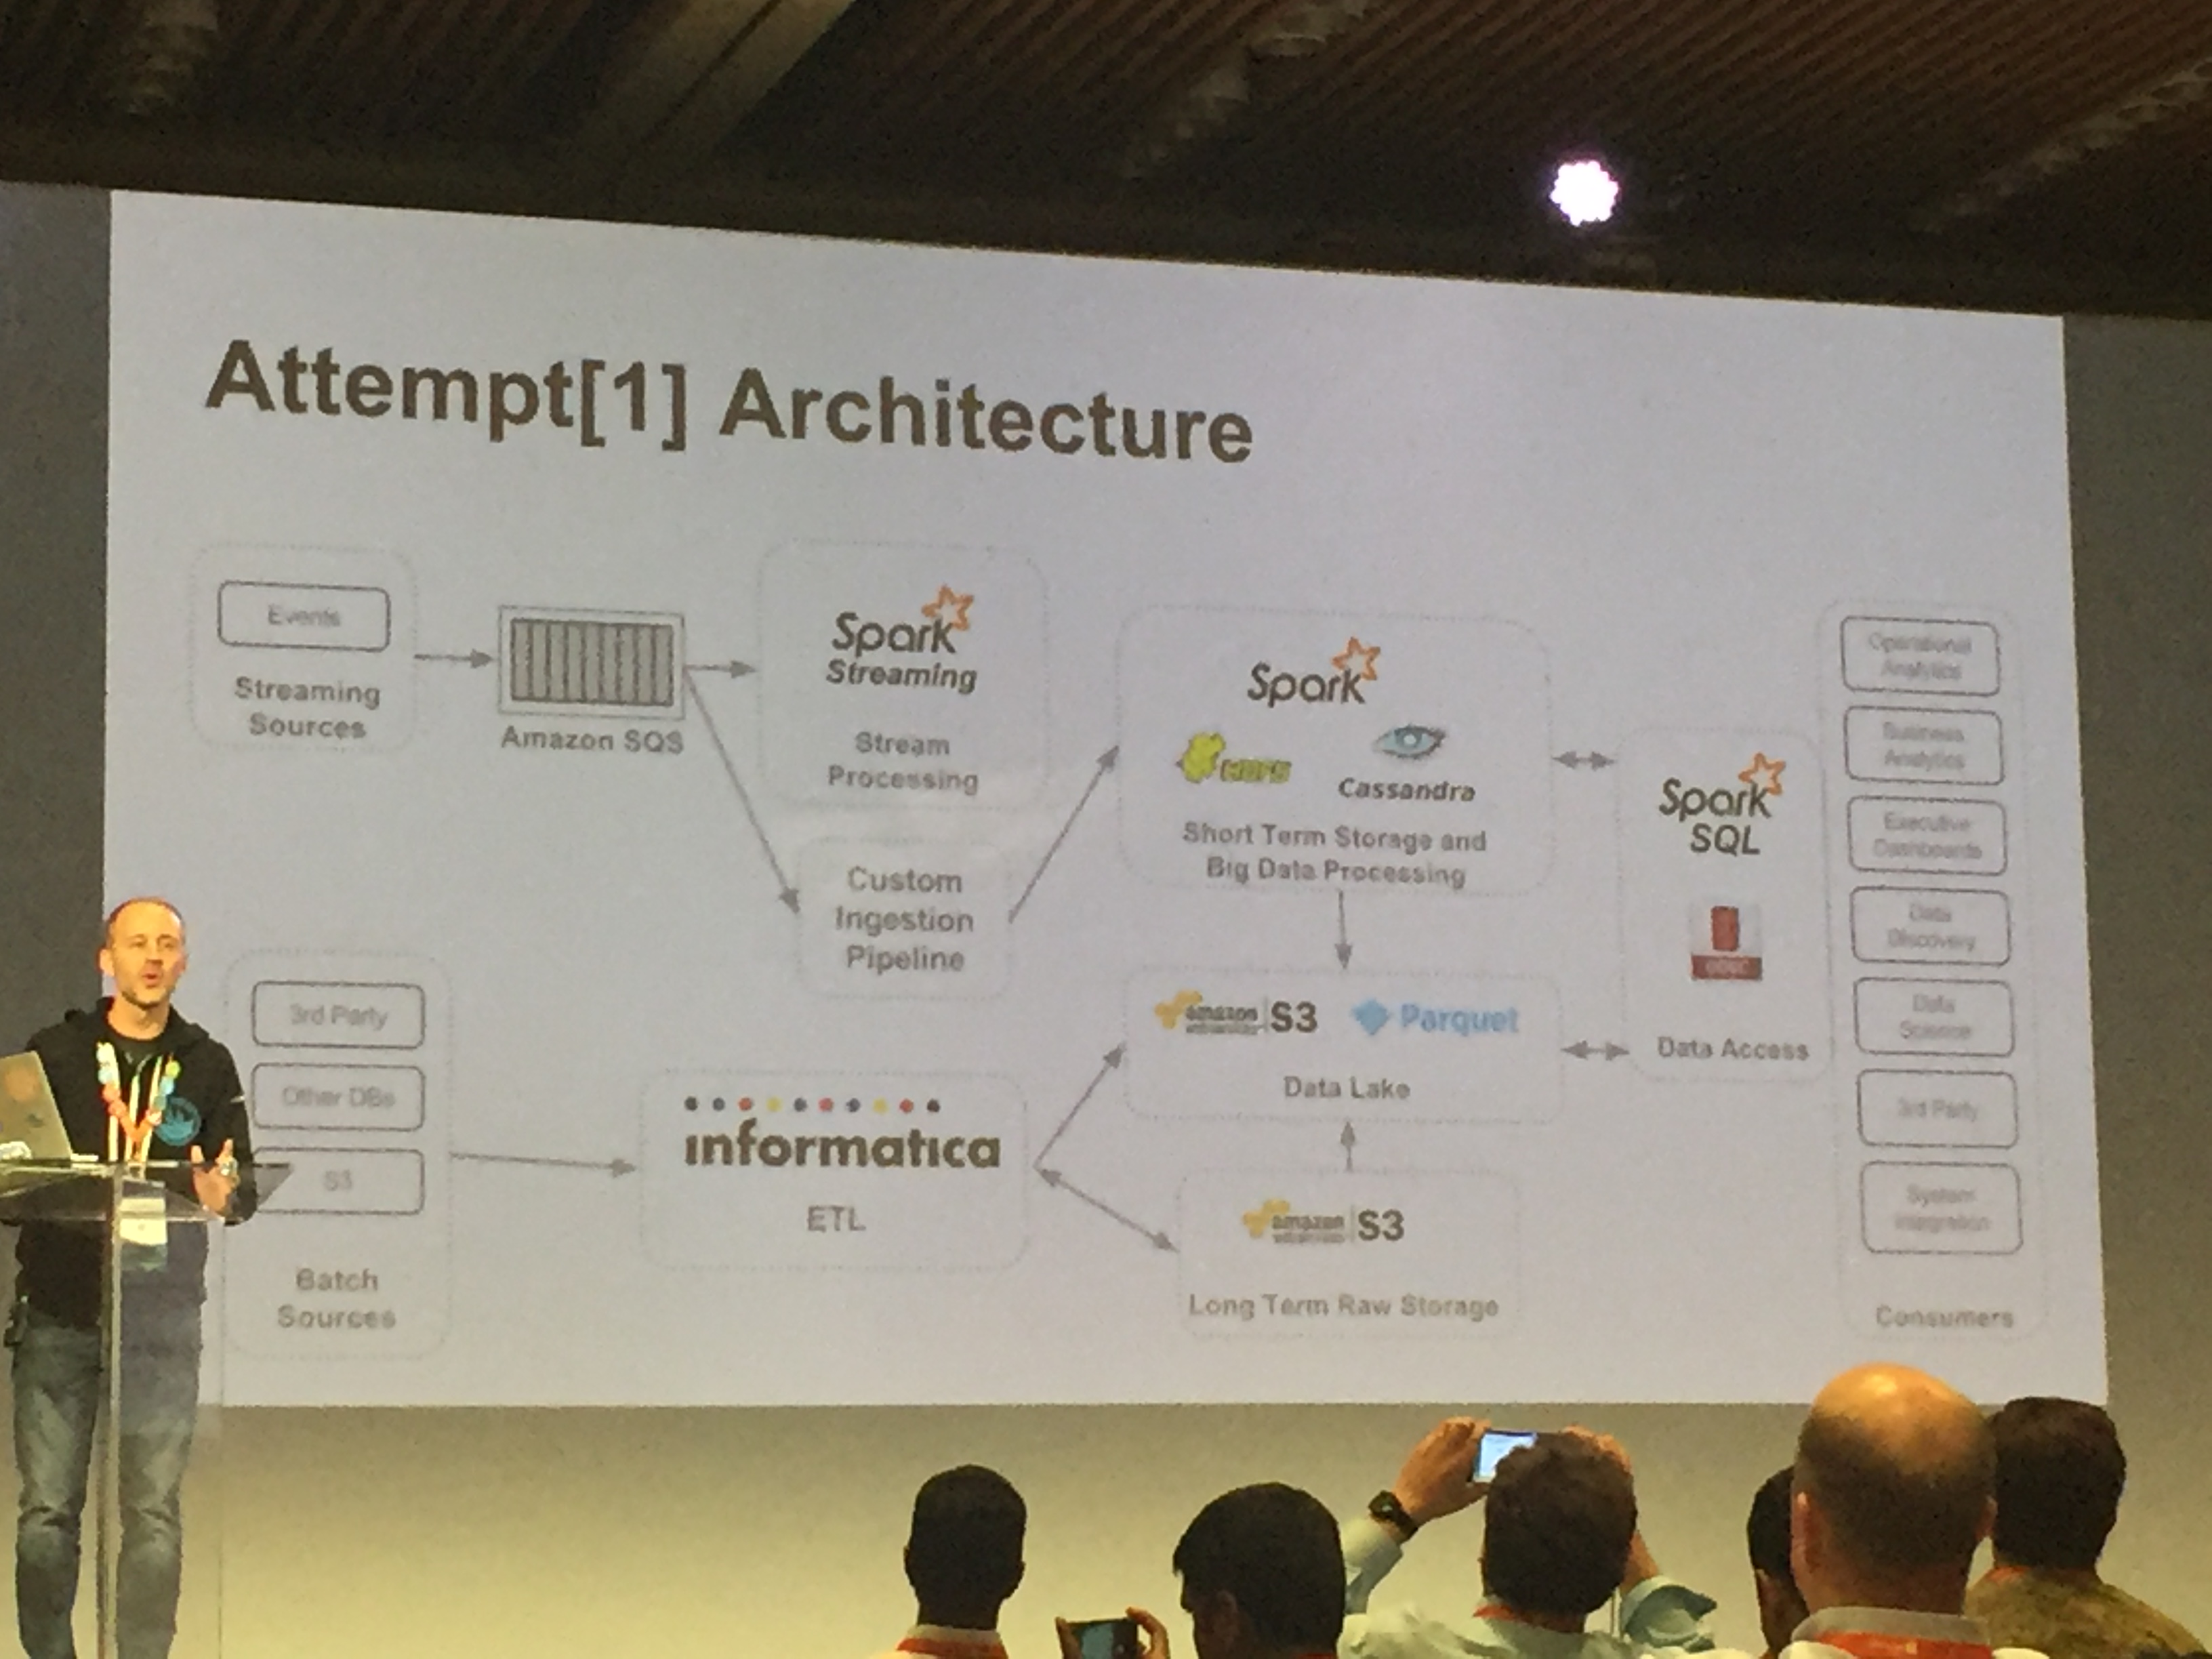 Attempt[1] Architecture
Events
Streaming
Sources
Amazon SQS
Spark
Streaming
Stream
Processing
Custom
Ingestion
Pipeline
Spark
Cassandra
Short Term Storage and
Big Data Processing
Spark
SQL
Data Access
amazon S3
Parquet
Data Lake
amazon S3
Long Term Raw Storage
3rd Party
Other DBs
S3
Batch
Sources
informatica
ETL
Operational
Analytics
Business
Analytics
Executive
Dashboards
Data
Discovery
Data
Science
3rd Party
System
Integration
Consumers